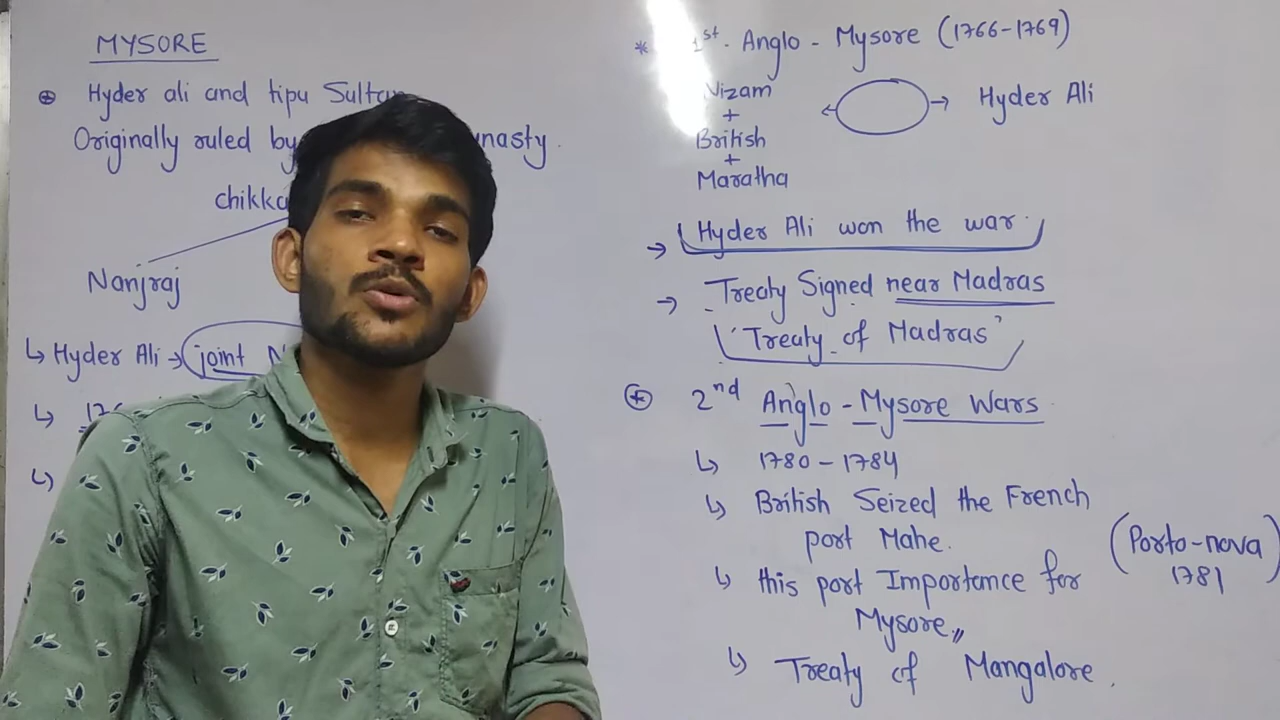 MYSORE
Hyder ali and tipu Sultan
Originally ruled by nasty.
chikka
Nanjraj
Hyder Ali → joint
* 1st. Anglo - Mysore (1766-1769)
Nizam
+
British
+
Maratha
← → Hyder Ali
→ Hyder Ali won the war.
→ Treaty Signed near Madras
'Treaty of Madras'
2nd Anglo - Mysore Wars
↳ 1780 - 1784
↳ British Seized the French
port Mahe.
(Porto-nova
1781)
↳ this port Importance for
Mysore,,
↳ Treaty of Mangalore.